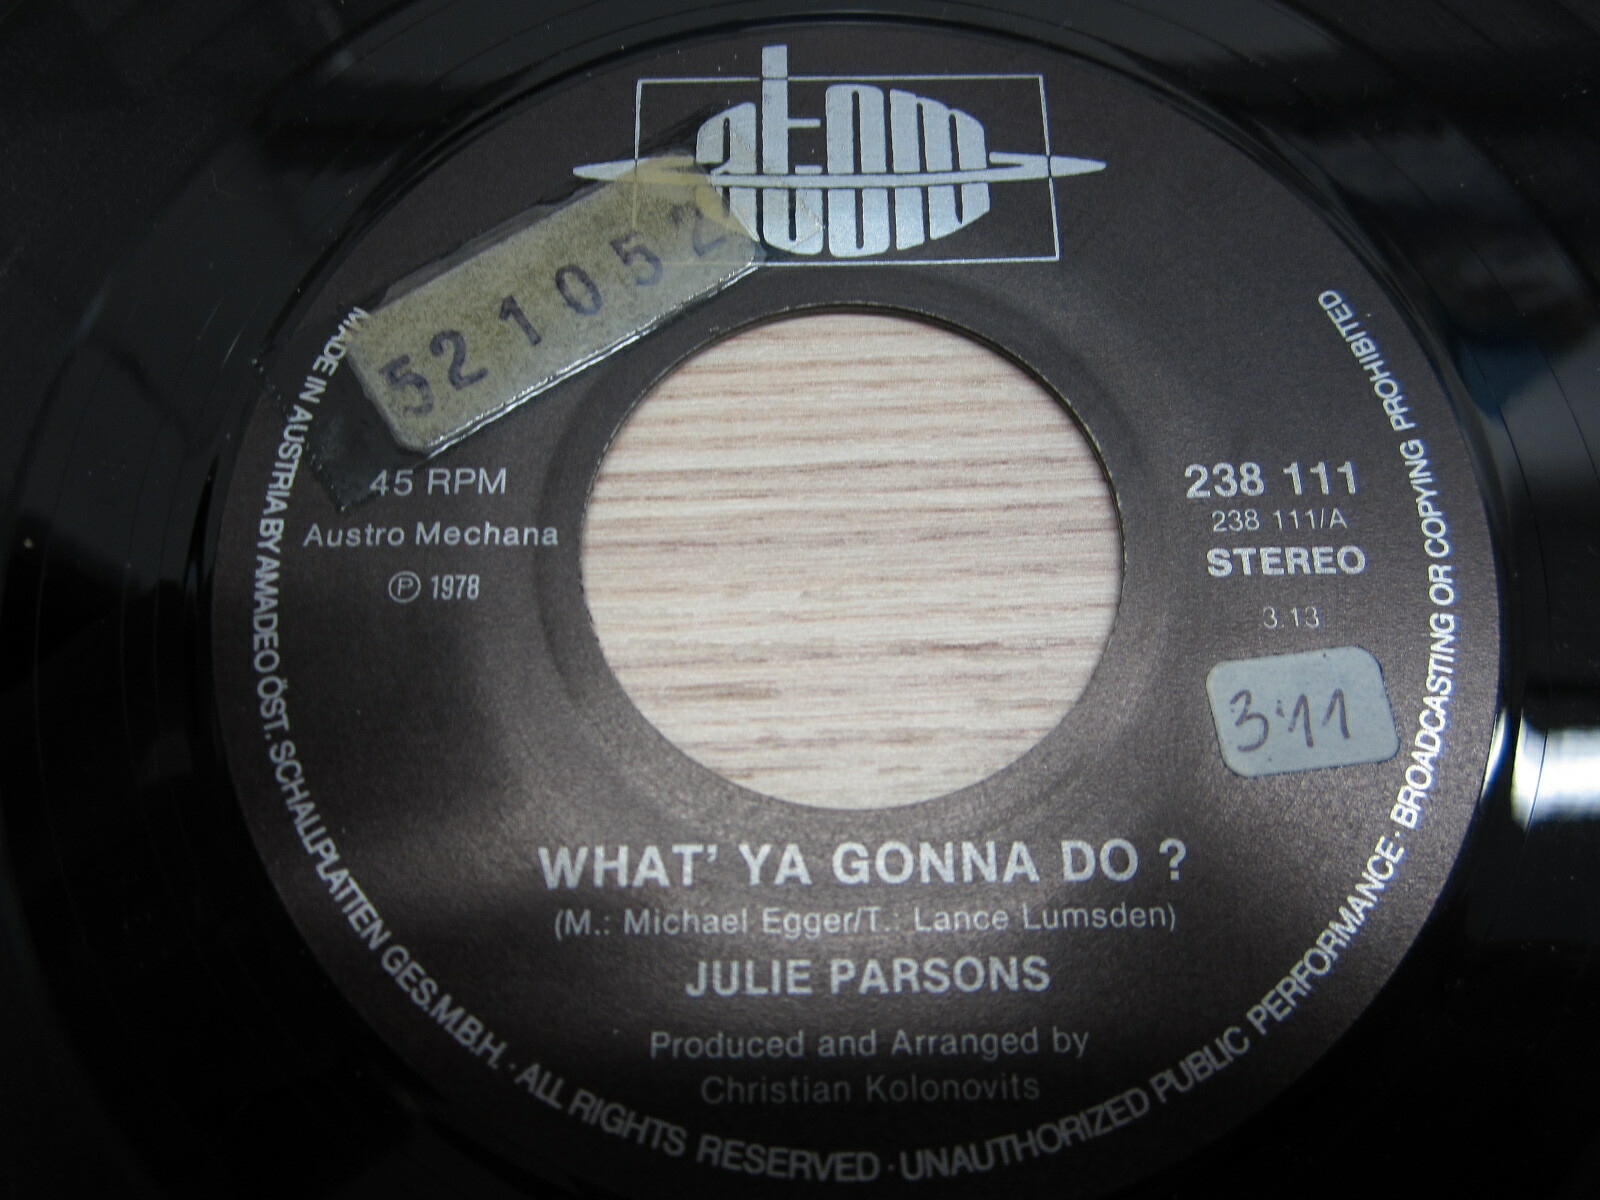 atom
521052
MADE IN AUSTRIA BY AMADEO ÖST. SCHALLPLATTEN GES.M.B.H. · ALL RIGHTS RESERVED · UNAUTHORIZED PUBLIC PERFORMANCE · BROADCASTING OR COPYING PROHIBITED
45 RPM
Austro Mechana
Ⓟ 1978
238 111
238 111/A
STEREO
3.13
3'11
WHAT' YA GONNA DO ?
(M.: Michael Egger/T.: Lance Lumsden)
JULIE PARSONS
Produced and Arranged by
Christian Kolonovits